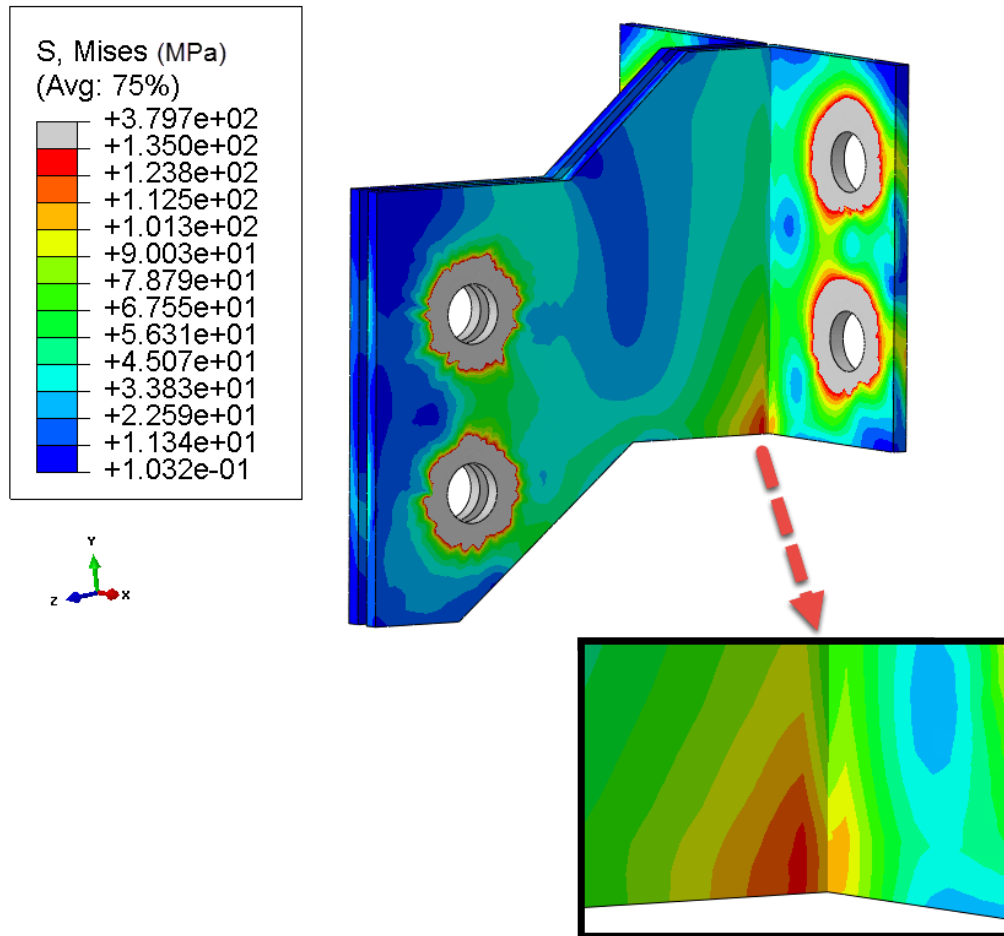 S, Mises (MPa)
(Avg: 75%)
+3.797e+02
+1.350e+02
+1.238e+02
+1.125e+02
+1.013e+02
+9.003e+01
+7.879e+01
+6.755e+01
+5.631e+01
+4.507e+01
+3.383e+01
+2.259e+01
+1.134e+01
+1.032e-01
Y
Z
X